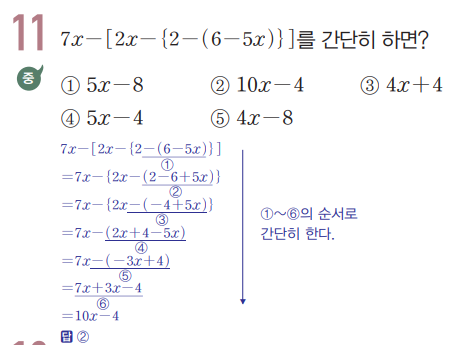 11 7x-[2x-{2-(6-5x)}]를 간단히 하면?
중
① 5x-8 ② 10x-4 ③ 4x+4
④ 5x-4 ⑤ 4x-8
7x-[2x-{2-(6-5x)}]
①
=7x-{2x-(2-6+5x)}
②
=7x-{2x-(-4+5x)}
③
=7x-(2x+4-5x)
④
=7x-(-3x+4)
⑤
=7x+3x-4
⑥
=10x-4
①~⑥의 순서로
간단히 한다.
답 ②